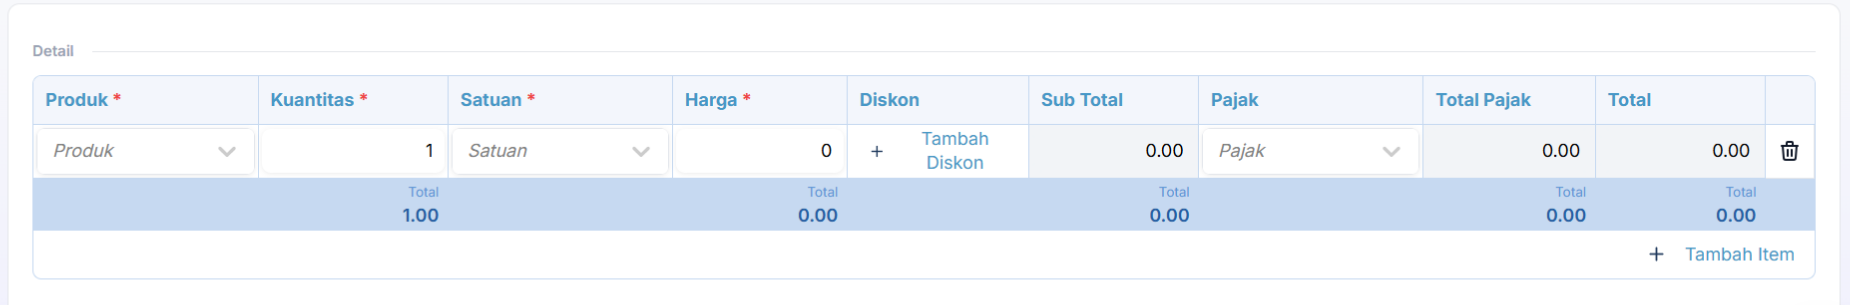 Detail
Produk * Kuantitas * Satuan * Harga * Diskon Sub Total Pajak Total Pajak Total
Produk 1 Satuan 0 + Tambah Diskon 0.00 Pajak 0.00 0.00
Total Total Total Total Total
1.00 0.00 0.00 0.00 0.00
+ Tambah Item